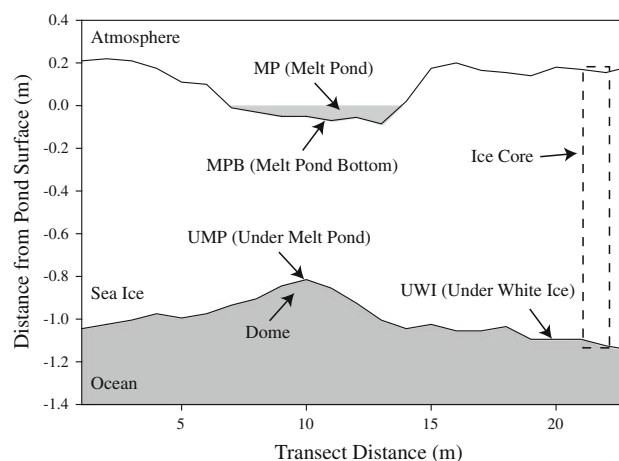 Atmosphere
MP (Melt Pond)
MPB (Melt Pond Bottom)
Ice Core
UMP (Under Melt Pond)
Sea Ice
UWI (Under White Ice)
Dome
Ocean
Distance from Pond Surface (m)
0.4
0.2
0.0
-0.2
-0.4
-0.6
-0.8
-1.0
-1.2
-1.4
5
10
15
20
Transect Distance (m)